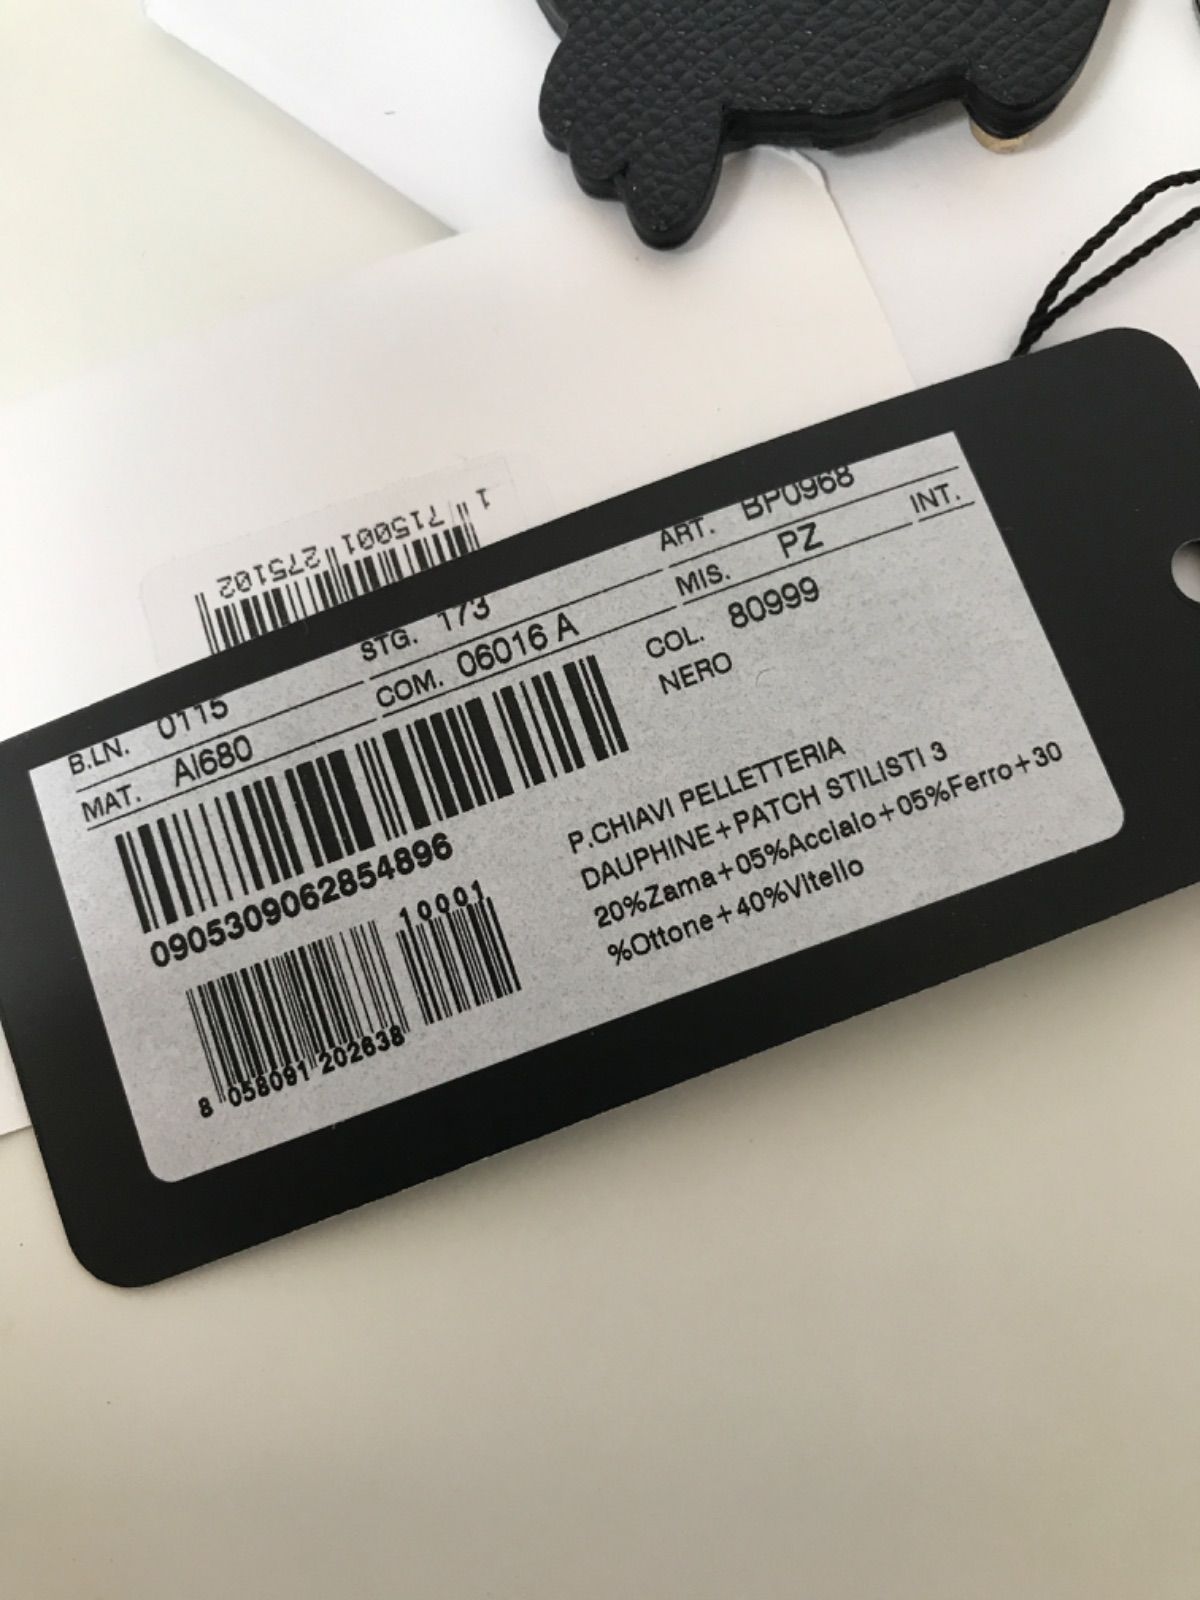 1 715001 275102
B.LN. 0115 STG. 173 ART. BP0968
MAT. AI680 COM. 06016 A MIS. PZ INT.
COL. 80999
NERO
0905309062854896
10001
8 058091 202638
P.CHIAVI PELLETTERIA
DAUPHINE+PATCH STILISTI 3
20%Zama+05%Acciaio+05%Ferro+30
%Ottone+40%Vitello